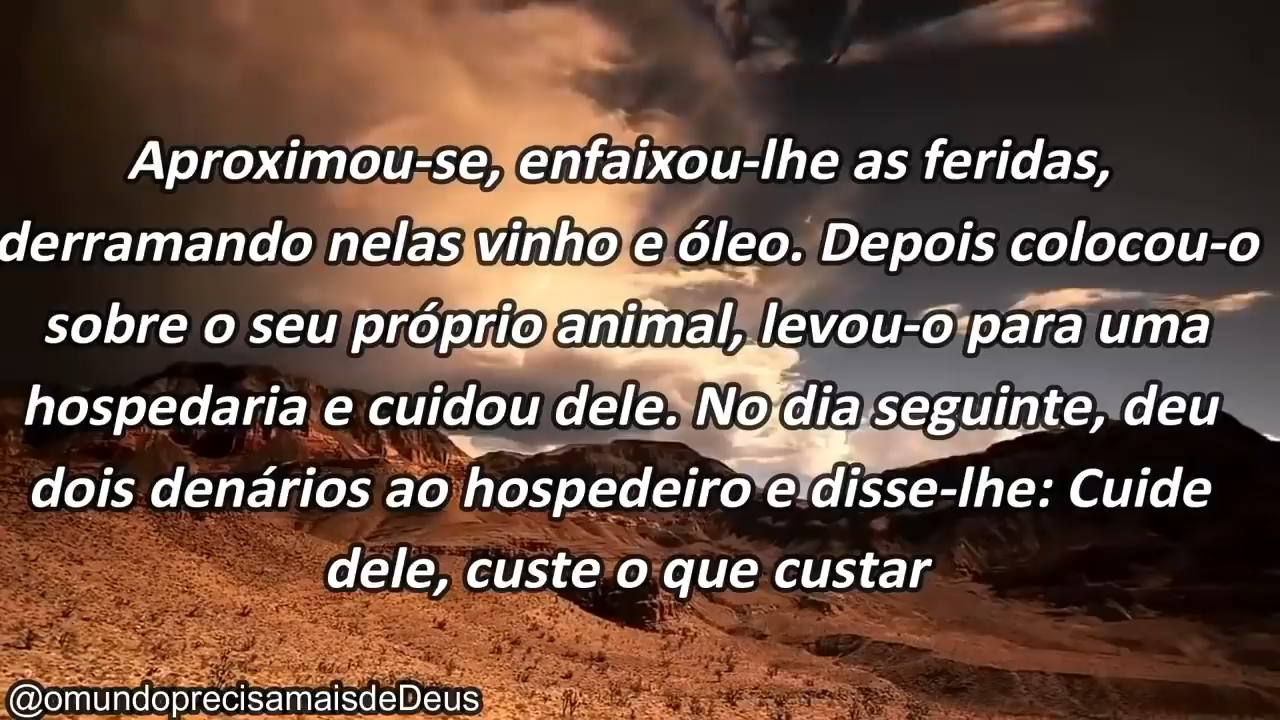 Aproximou-se, enfaixou-lhe as feridas,
derramando nelas vinho e óleo. Depois colocou-o
sobre o seu próprio animal, levou-o para uma
hospedaria e cuidou dele. No dia seguinte, deu
dois denários ao hospedeiro e disse-lhe: Cuide
dele, custe o que custar
@omundoprecisamaisdeDeus